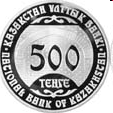 ҚАЗАҚСТАН ҰЛТТЫҚ БАНКІ
500
ТЕҢГЕ
NATIONAL BANK OF KAZAKHSTAN